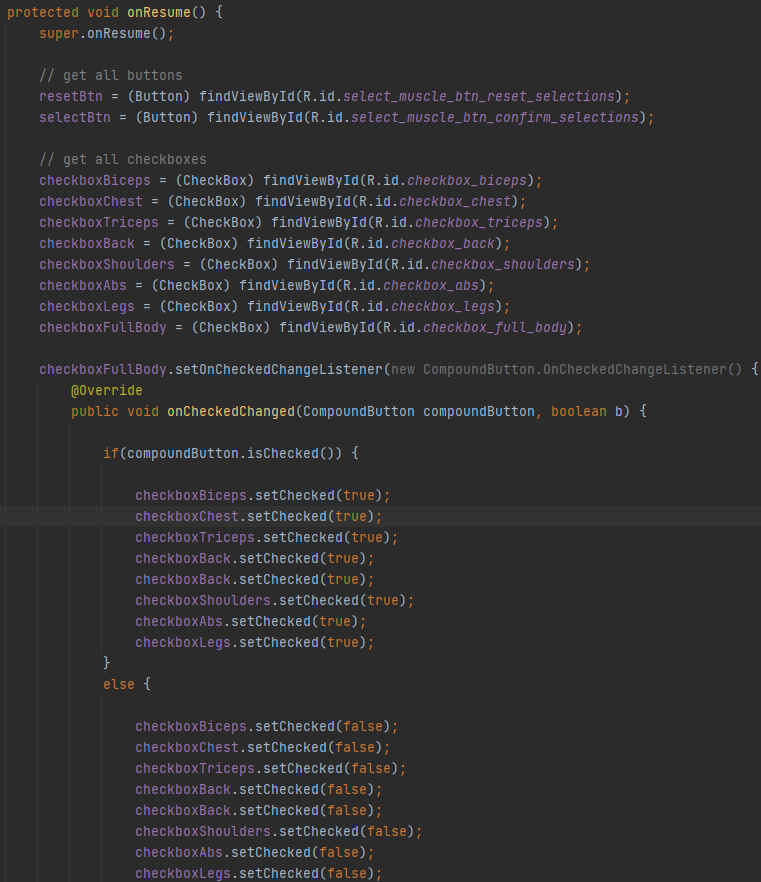 protected void onResume() {
super.onResume();
// get all buttons
resetBtn = (Button) findViewById(R.id.select_muscle_btn_reset_selections);
selectBtn = (Button) findViewById(R.id.select_muscle_btn_confirm_selections);
// get all checkboxes
checkboxBiceps = (CheckBox) findViewById(R.id.checkbox_biceps);
checkboxChest = (CheckBox) findViewById(R.id.checkbox_chest);
checkboxTriceps = (CheckBox) findViewById(R.id.checkbox_triceps);
checkboxBack = (CheckBox) findViewById(R.id.checkbox_back);
checkboxShoulders = (CheckBox) findViewById(R.id.checkbox_shoulders);
checkboxAbs = (CheckBox) findViewById(R.id.checkbox_abs);
checkboxLegs = (CheckBox) findViewById(R.id.checkbox_legs);
checkboxFullBody = (CheckBox) findViewById(R.id.checkbox_full_body);
checkboxFullBody.setOnCheckedChangeListener(new CompoundButton.OnCheckedChangeListener() {
@Override
public void onCheckedChanged(CompoundButton compoundButton, boolean b) {
if(compoundButton.isChecked()) {
checkboxBiceps.setChecked(true);
checkboxChest.setChecked(true);
checkboxTriceps.setChecked(true);
checkboxBack.setChecked(true);
checkboxBack.setChecked(true);
checkboxShoulders.setChecked(true);
checkboxAbs.setChecked(true);
checkboxLegs.setChecked(true);
}
else {
checkboxBiceps.setChecked(false);
checkboxChest.setChecked(false);
checkboxTriceps.setChecked(false);
checkboxBack.setChecked(false);
checkboxBack.setChecked(false);
checkboxShoulders.setChecked(false);
checkboxAbs.setChecked(false);
checkboxLegs.setChecked(false);